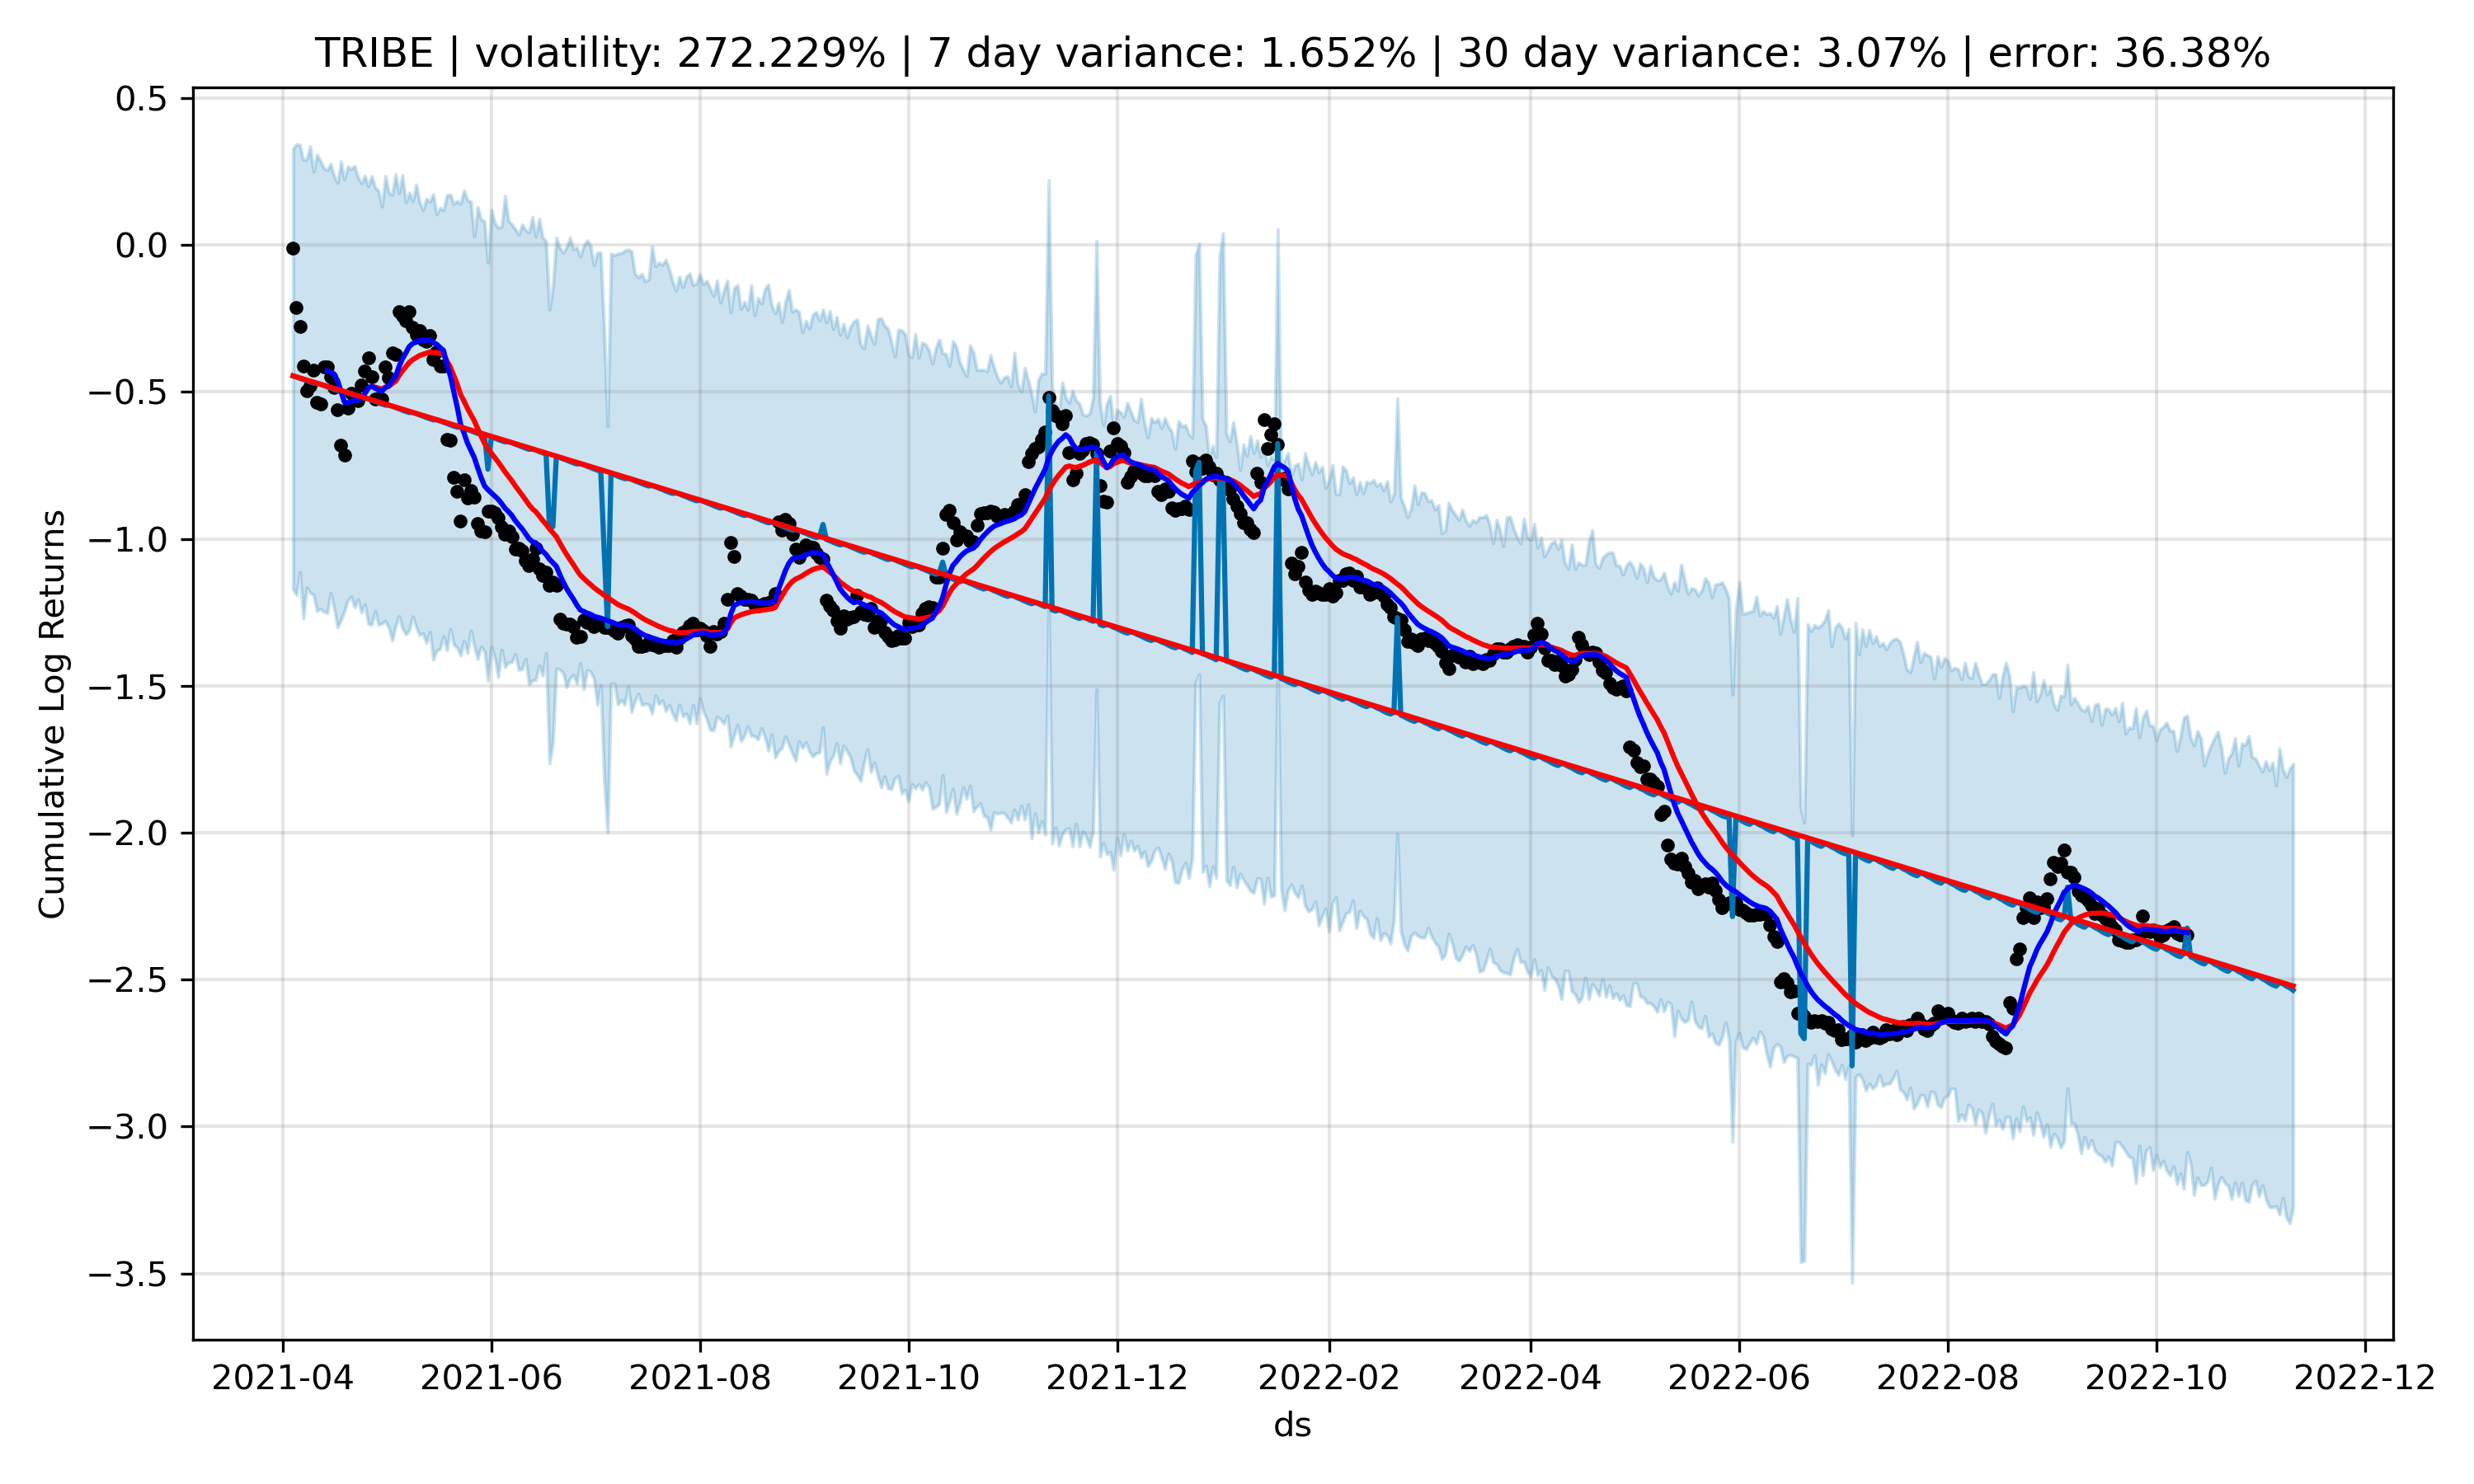 TRIBE | volatility: 272.229% | 7 day variance: 1.652% | 30 day variance: 3.07% | error: 36.38%
0.5
0.0
−0.5
−1.0
−1.5
−2.0
−2.5
−3.0
−3.5
Cumulative Log Returns
2021-04 2021-06 2021-08 2021-10 2021-12 2022-02 2022-04 2022-06 2022-08 2022-10 2022-12
ds